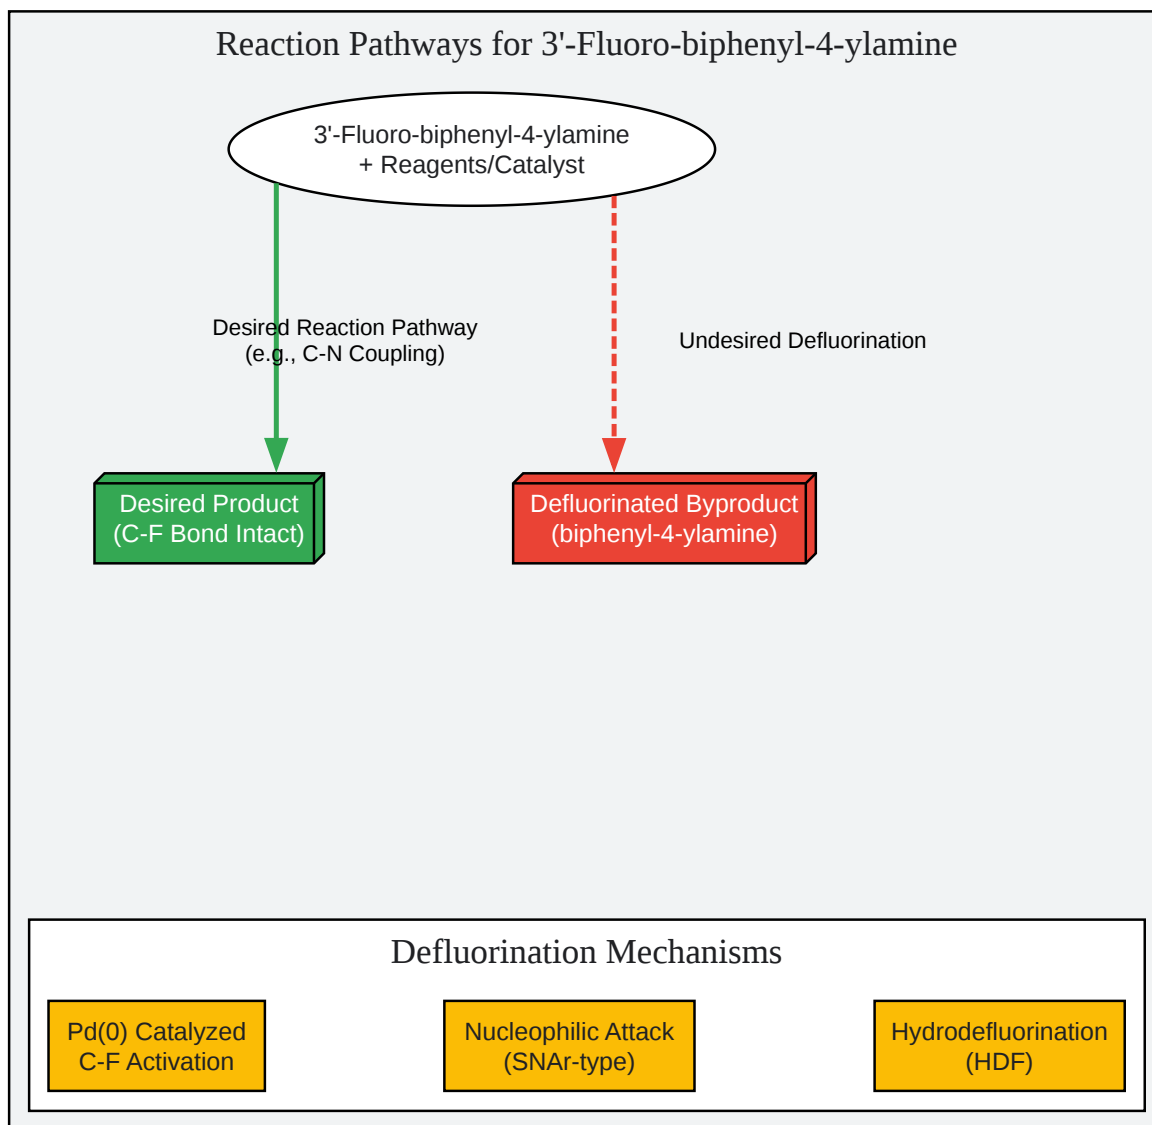 Reaction Pathways for 3'-Fluoro-biphenyl-4-ylamine
3'-Fluoro-biphenyl-4-ylamine
+ Reagents/Catalyst
Desired Reaction Pathway
(e.g., C-N Coupling)
Undesired Defluorination
Desired Product
(C-F Bond Intact)
Defluorinated Byproduct
(biphenyl-4-ylamine)
Defluorination Mechanisms
Pd(0) Catalyzed
C-F Activation
Nucleophilic Attack
(SNAr-type)
Hydrodefluorination
(HDF)